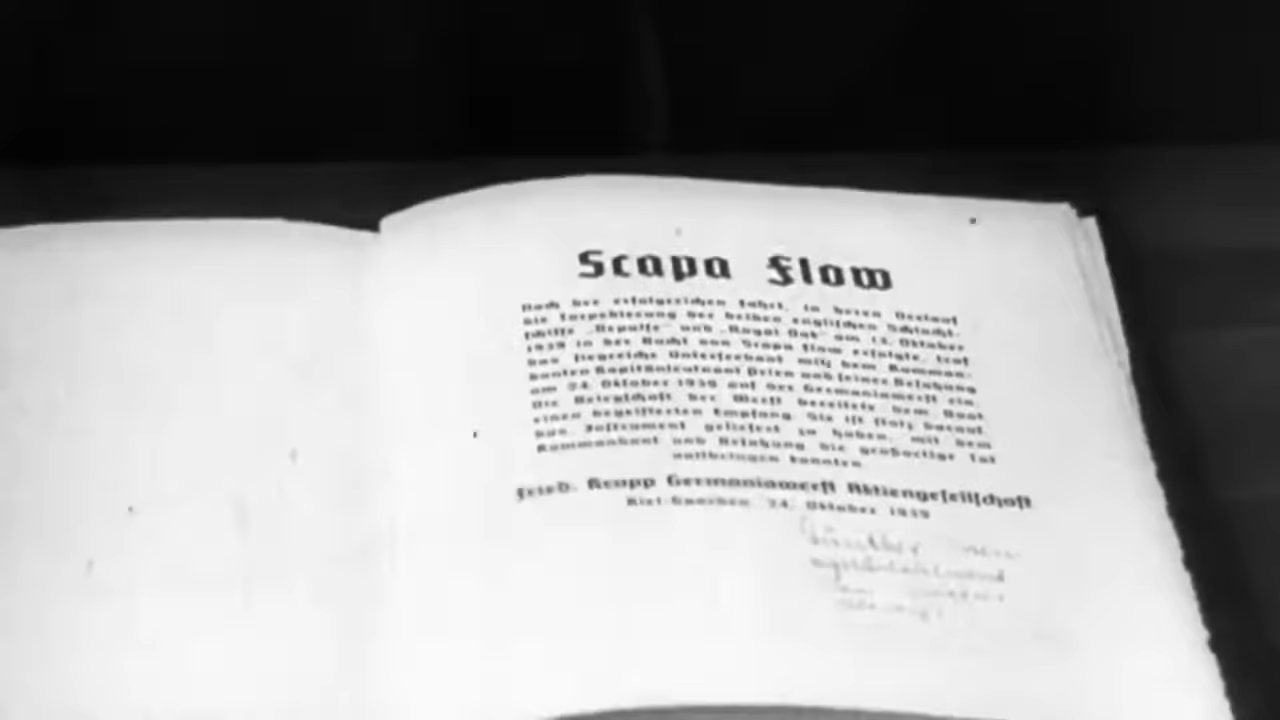 Scapa Flow
Nach der erfolgreichen Fahrt, in deren Verlauf
die Torpedierung der beiden englischen Schlacht-
schiffe „Repulse“ und „Royal Oak“ am 13. Oktober
1939 in der Bucht von Scapa Flow erfolgte, traf
das siegreiche Unterseeboot mit dem Komman-
danten Kapitänleutnant Prien und seiner Besatzung
am 24. Oktober 1939 auf der Germaniawerft ein.
Die Belegschaft der Werft bereitete dem Boot
einen begeisterten Empfang. Sie ist stolz darauf,
das Instrument geliefert zu haben, mit dem
Kommandant und Besatzung die großartige Tat
vollbringen konnten.
Fried. Krupp Germaniawerft Aktiengesellschaft
Kiel-Gaarden, 24. Oktober 1939
Günther Prien
Kapitänleutnant